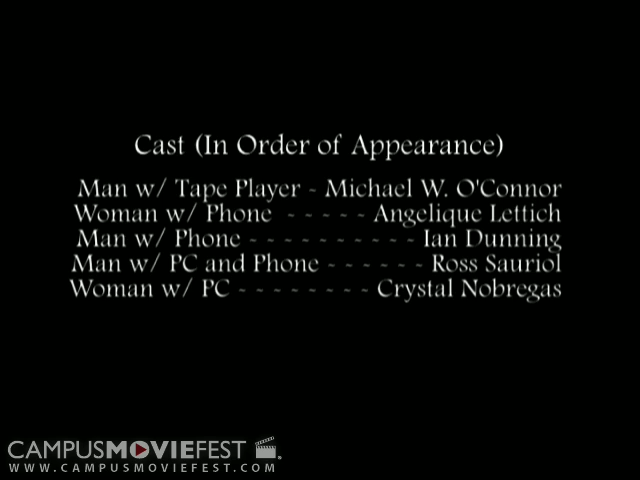 Cast (In Order of Appearance)
Man w/ Tape Player - Michael W. O'Connor
Woman w/ Phone - - - - - Angelique Lettich
Man w/ Phone - - - - - - - - - - Ian Dunning
Man w/ PC and Phone - - - - - - Ross Sauriol
Woman w/ PC - - - - - - - - Crystal Nobregas
CAMPUSMOVIEFEST
WWW.CAMPUSMOVIEFEST.COM